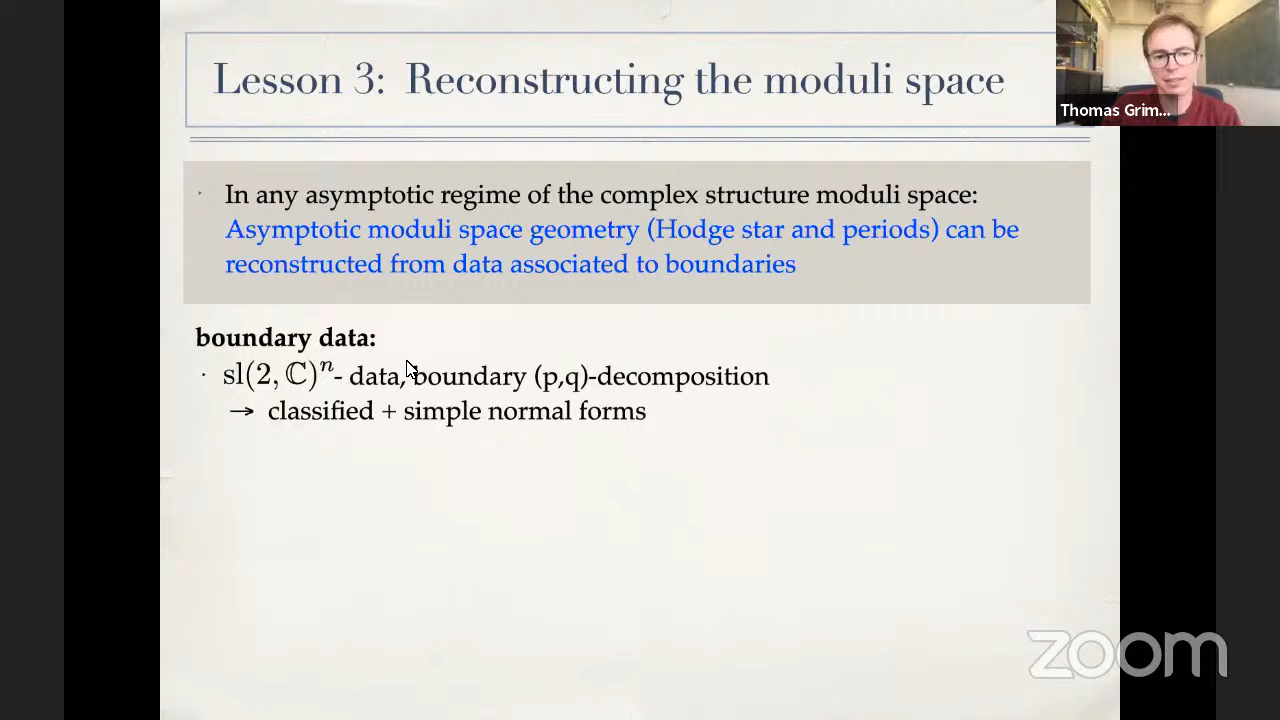 Lesson 3: Reconstructing the moduli space
Thomas Grim...
· In any asymptotic regime of the complex structure moduli space:
Asymptotic moduli space geometry (Hodge star and periods) can be
reconstructed from data associated to boundaries
boundary data:
· sl(2, ℂ)ⁿ- data, boundary (p,q)-decomposition
→ classified + simple normal forms
zoom